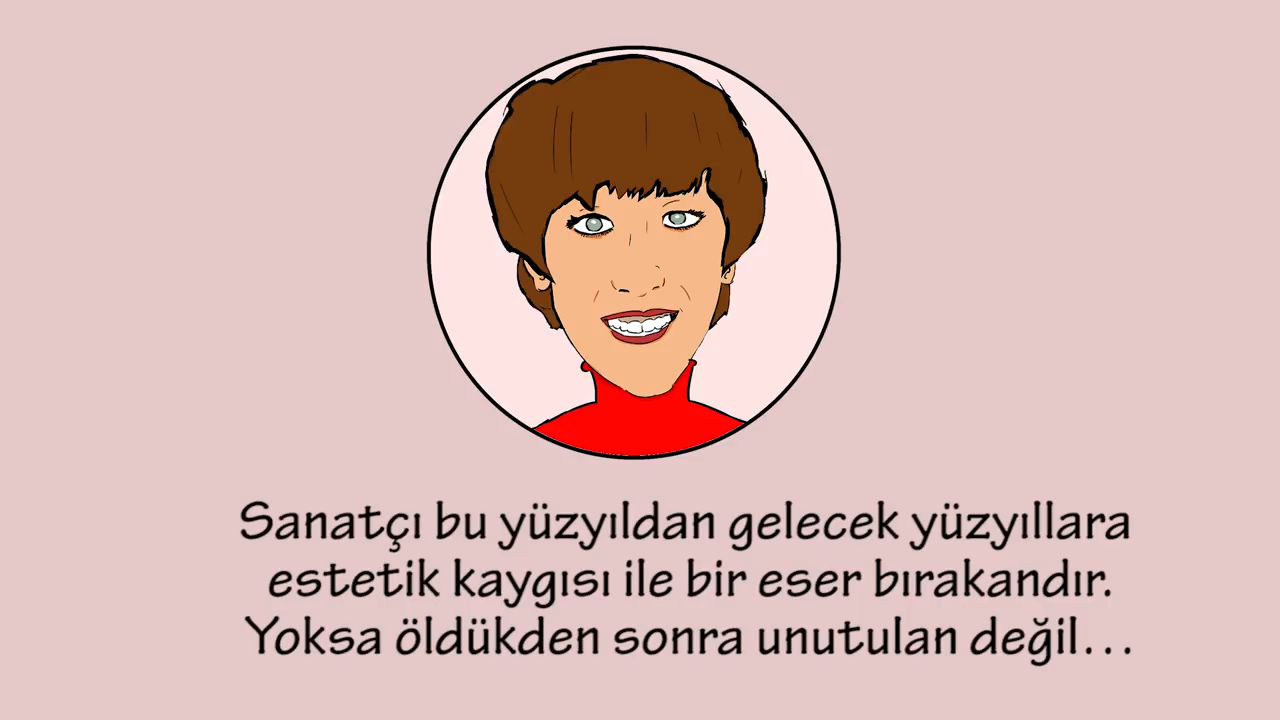 Sanatçı bu yüzyıldan gelecek yüzyıllara
estetik kaygısı ile bir eser bırakandır.
Yoksa öldükden sonra unutulan değil...